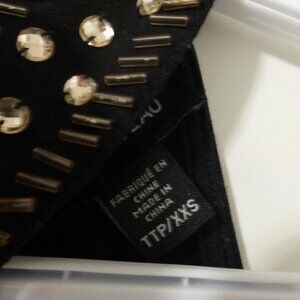 FABRIQUÉ EN
CHINE
MADE IN
CHINA
TTP/XXS